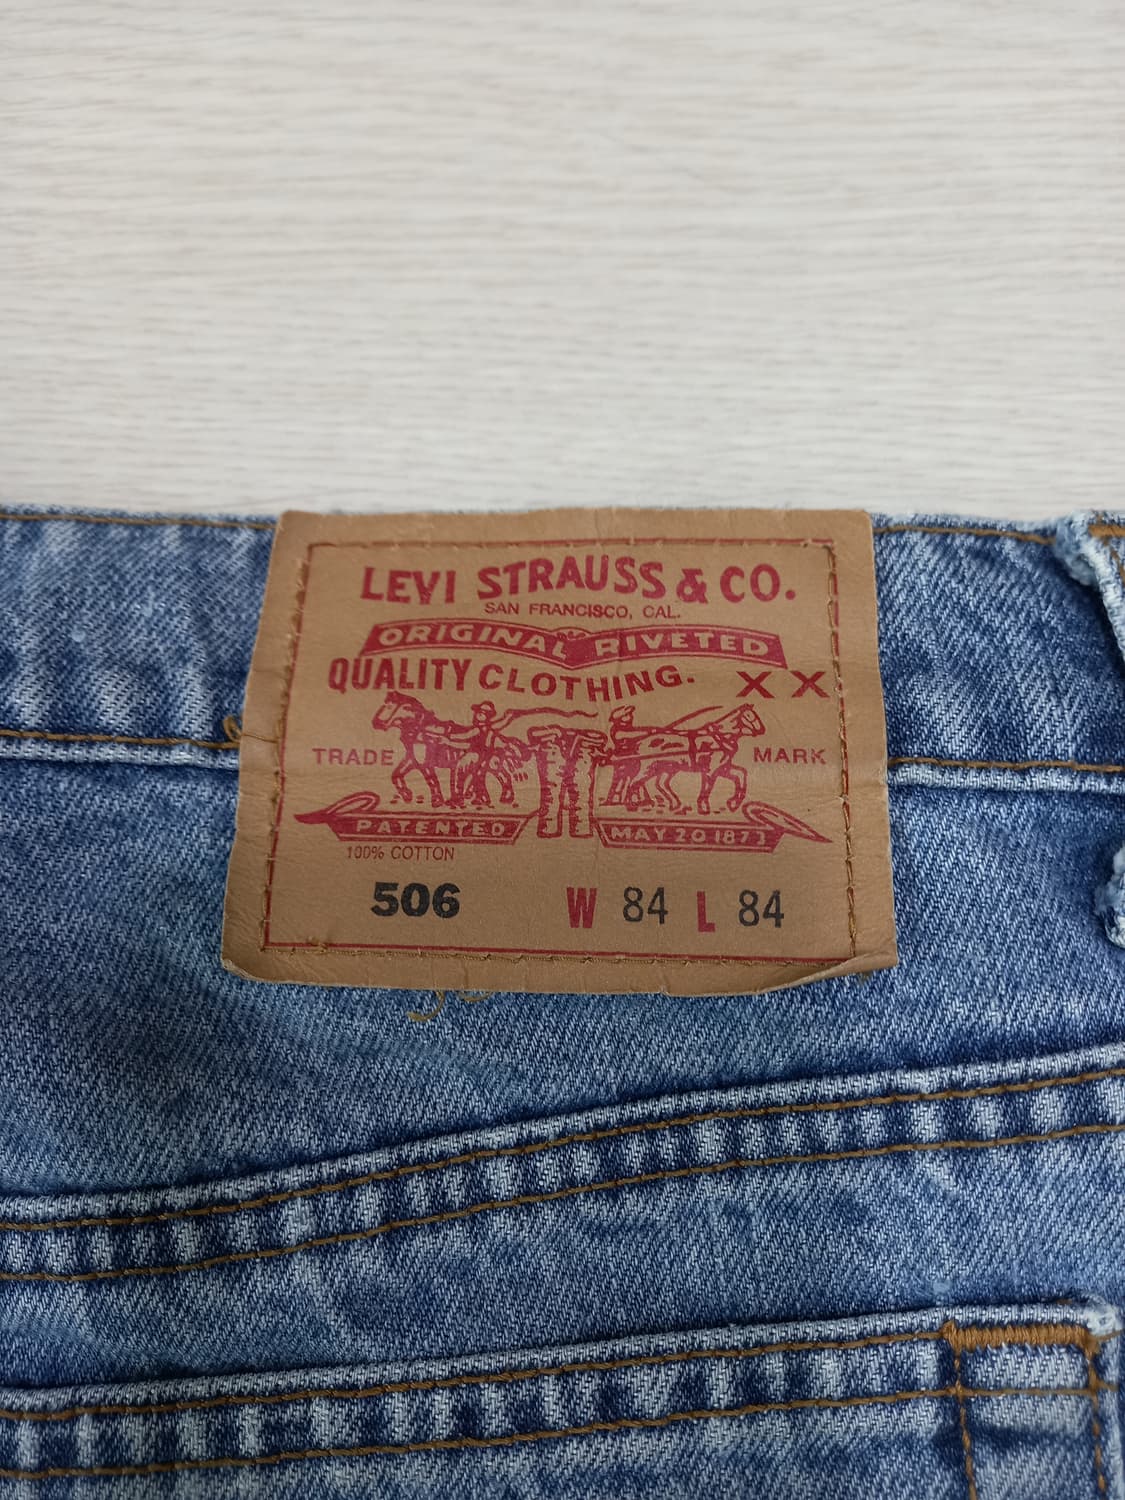 LEVI STRAUSS & CO.
SAN FRANCISCO, CAL.
ORIGINAL RIVETED
QUALITY CLOTHING. XX
TRADE MARK
PATENTED MAY 20 1873
100% COTTON
506 W 84 L 84